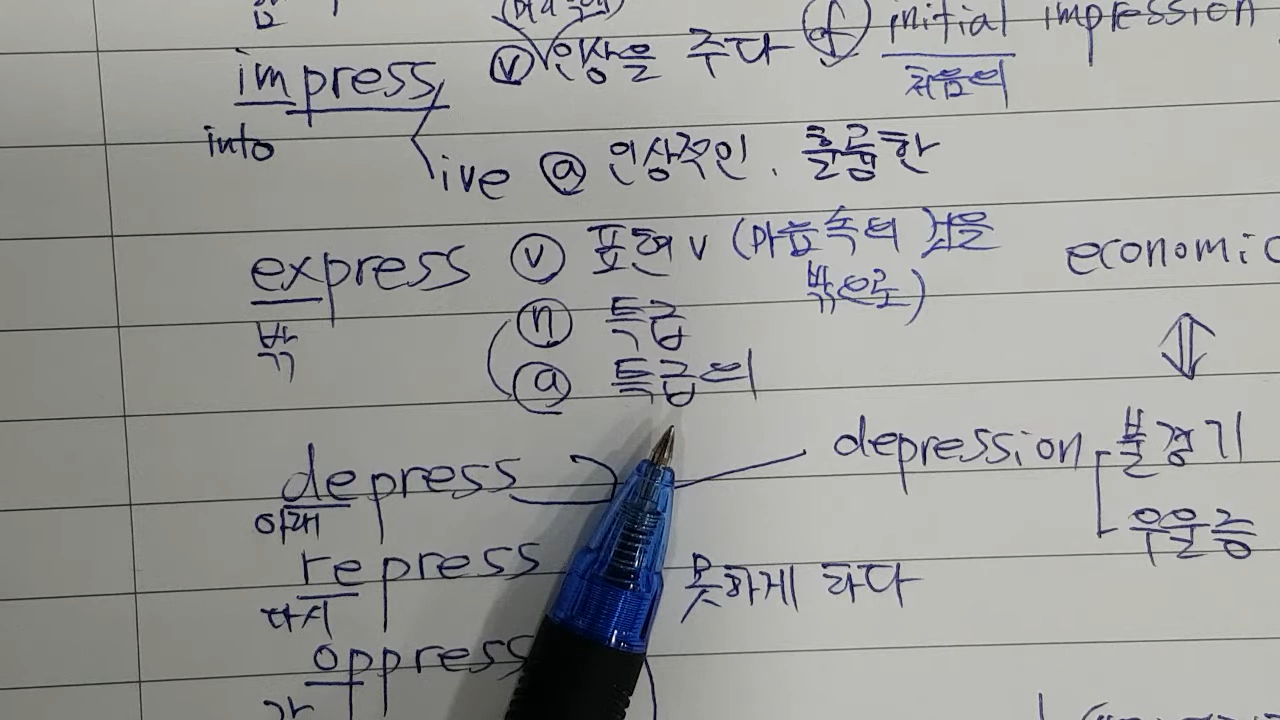 impress ⓥ 인상을 주다 cf initial impression
into 처음의
ive ⓐ 인상적인. 훌륭한
express ⓥ 표현v (마음속의 것을 economic
밖 밖으로)
ⓝ 특급
ⓐ 특급의
depress depression 불경기
아래 우울증
repress 못하게 하다
다시
oppress